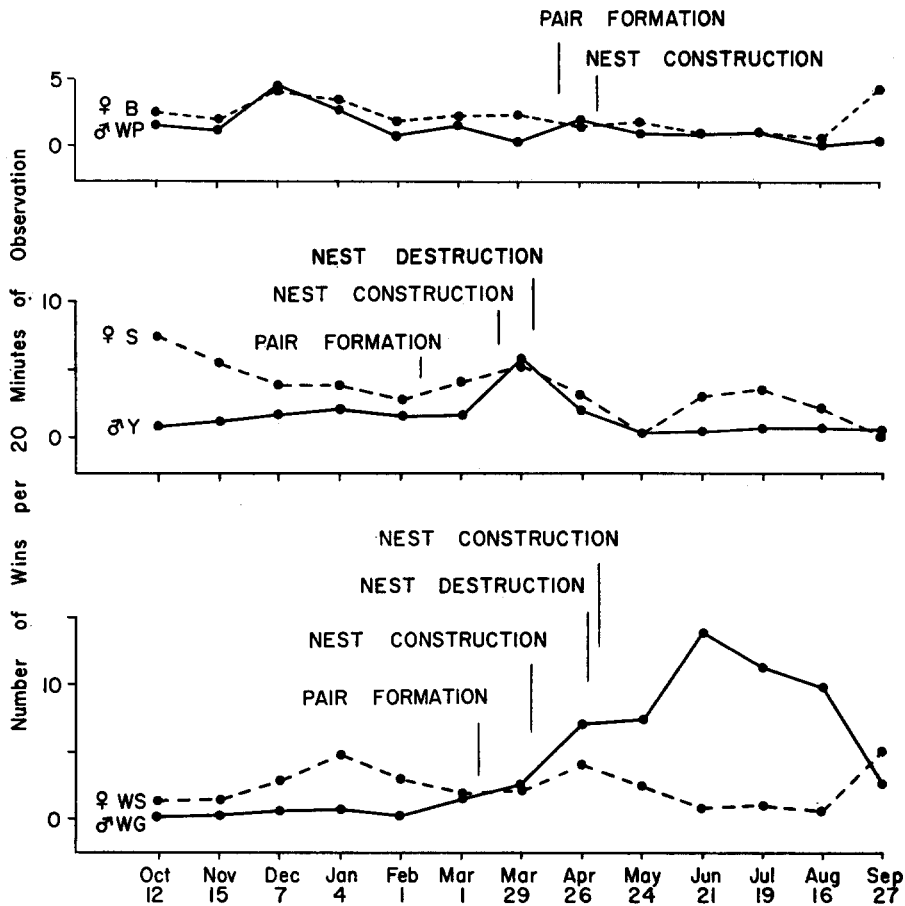 PAIR FORMATION
NEST CONSTRUCTION
5
♀ B
♂ WP
0
Number of Wins per 20 Minutes of Observation
NEST DESTRUCTION
NEST CONSTRUCTION
10
♀ S
PAIR FORMATION
♂ Y
0
NEST CONSTRUCTION
NEST DESTRUCTION
NEST CONSTRUCTION
10
PAIR FORMATION
♀ WS
0
♂ WG
Oct Nov Dec Jan Feb Mar Mar Apr May Jun Jul Aug Sep
12 15 7 4 1 1 29 26 24 21 19 16 27